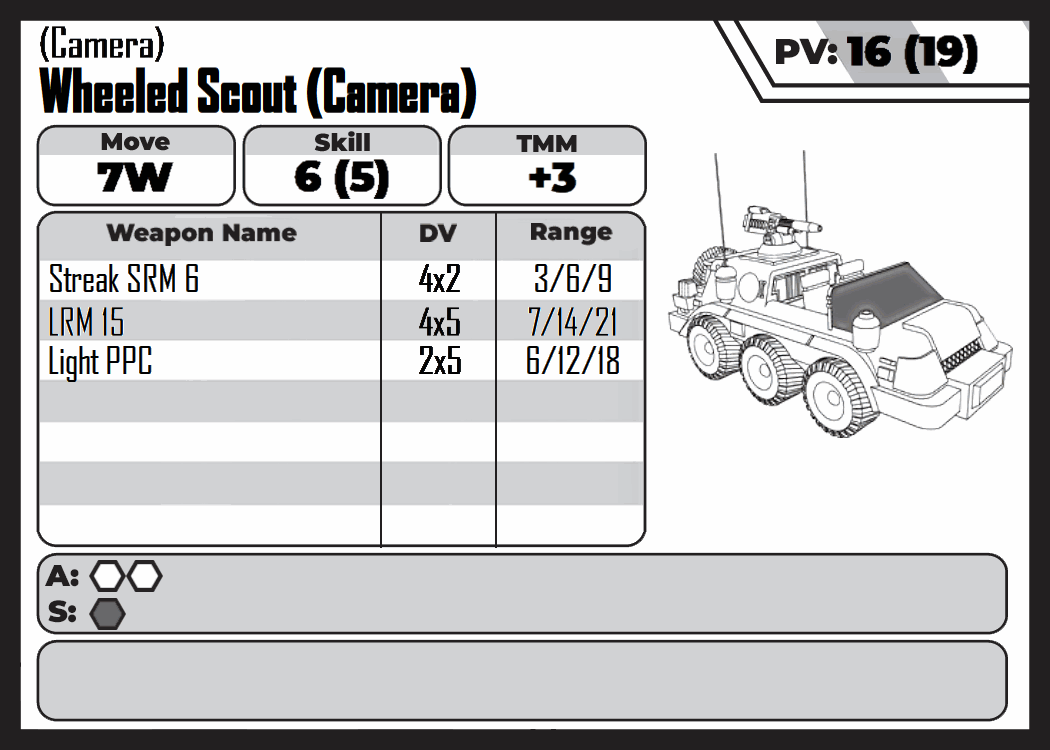 (Camera)
Wheeled Scout (Camera)
PV: 16 (19)
Move
7W
Skill
6 (5)
TMM
+3
Weapon Name DV Range
Streak SRM 6 4x2 3/6/9
LRM 15 4x5 7/14/21
Light PPC 2x5 6/12/18
A:
S: